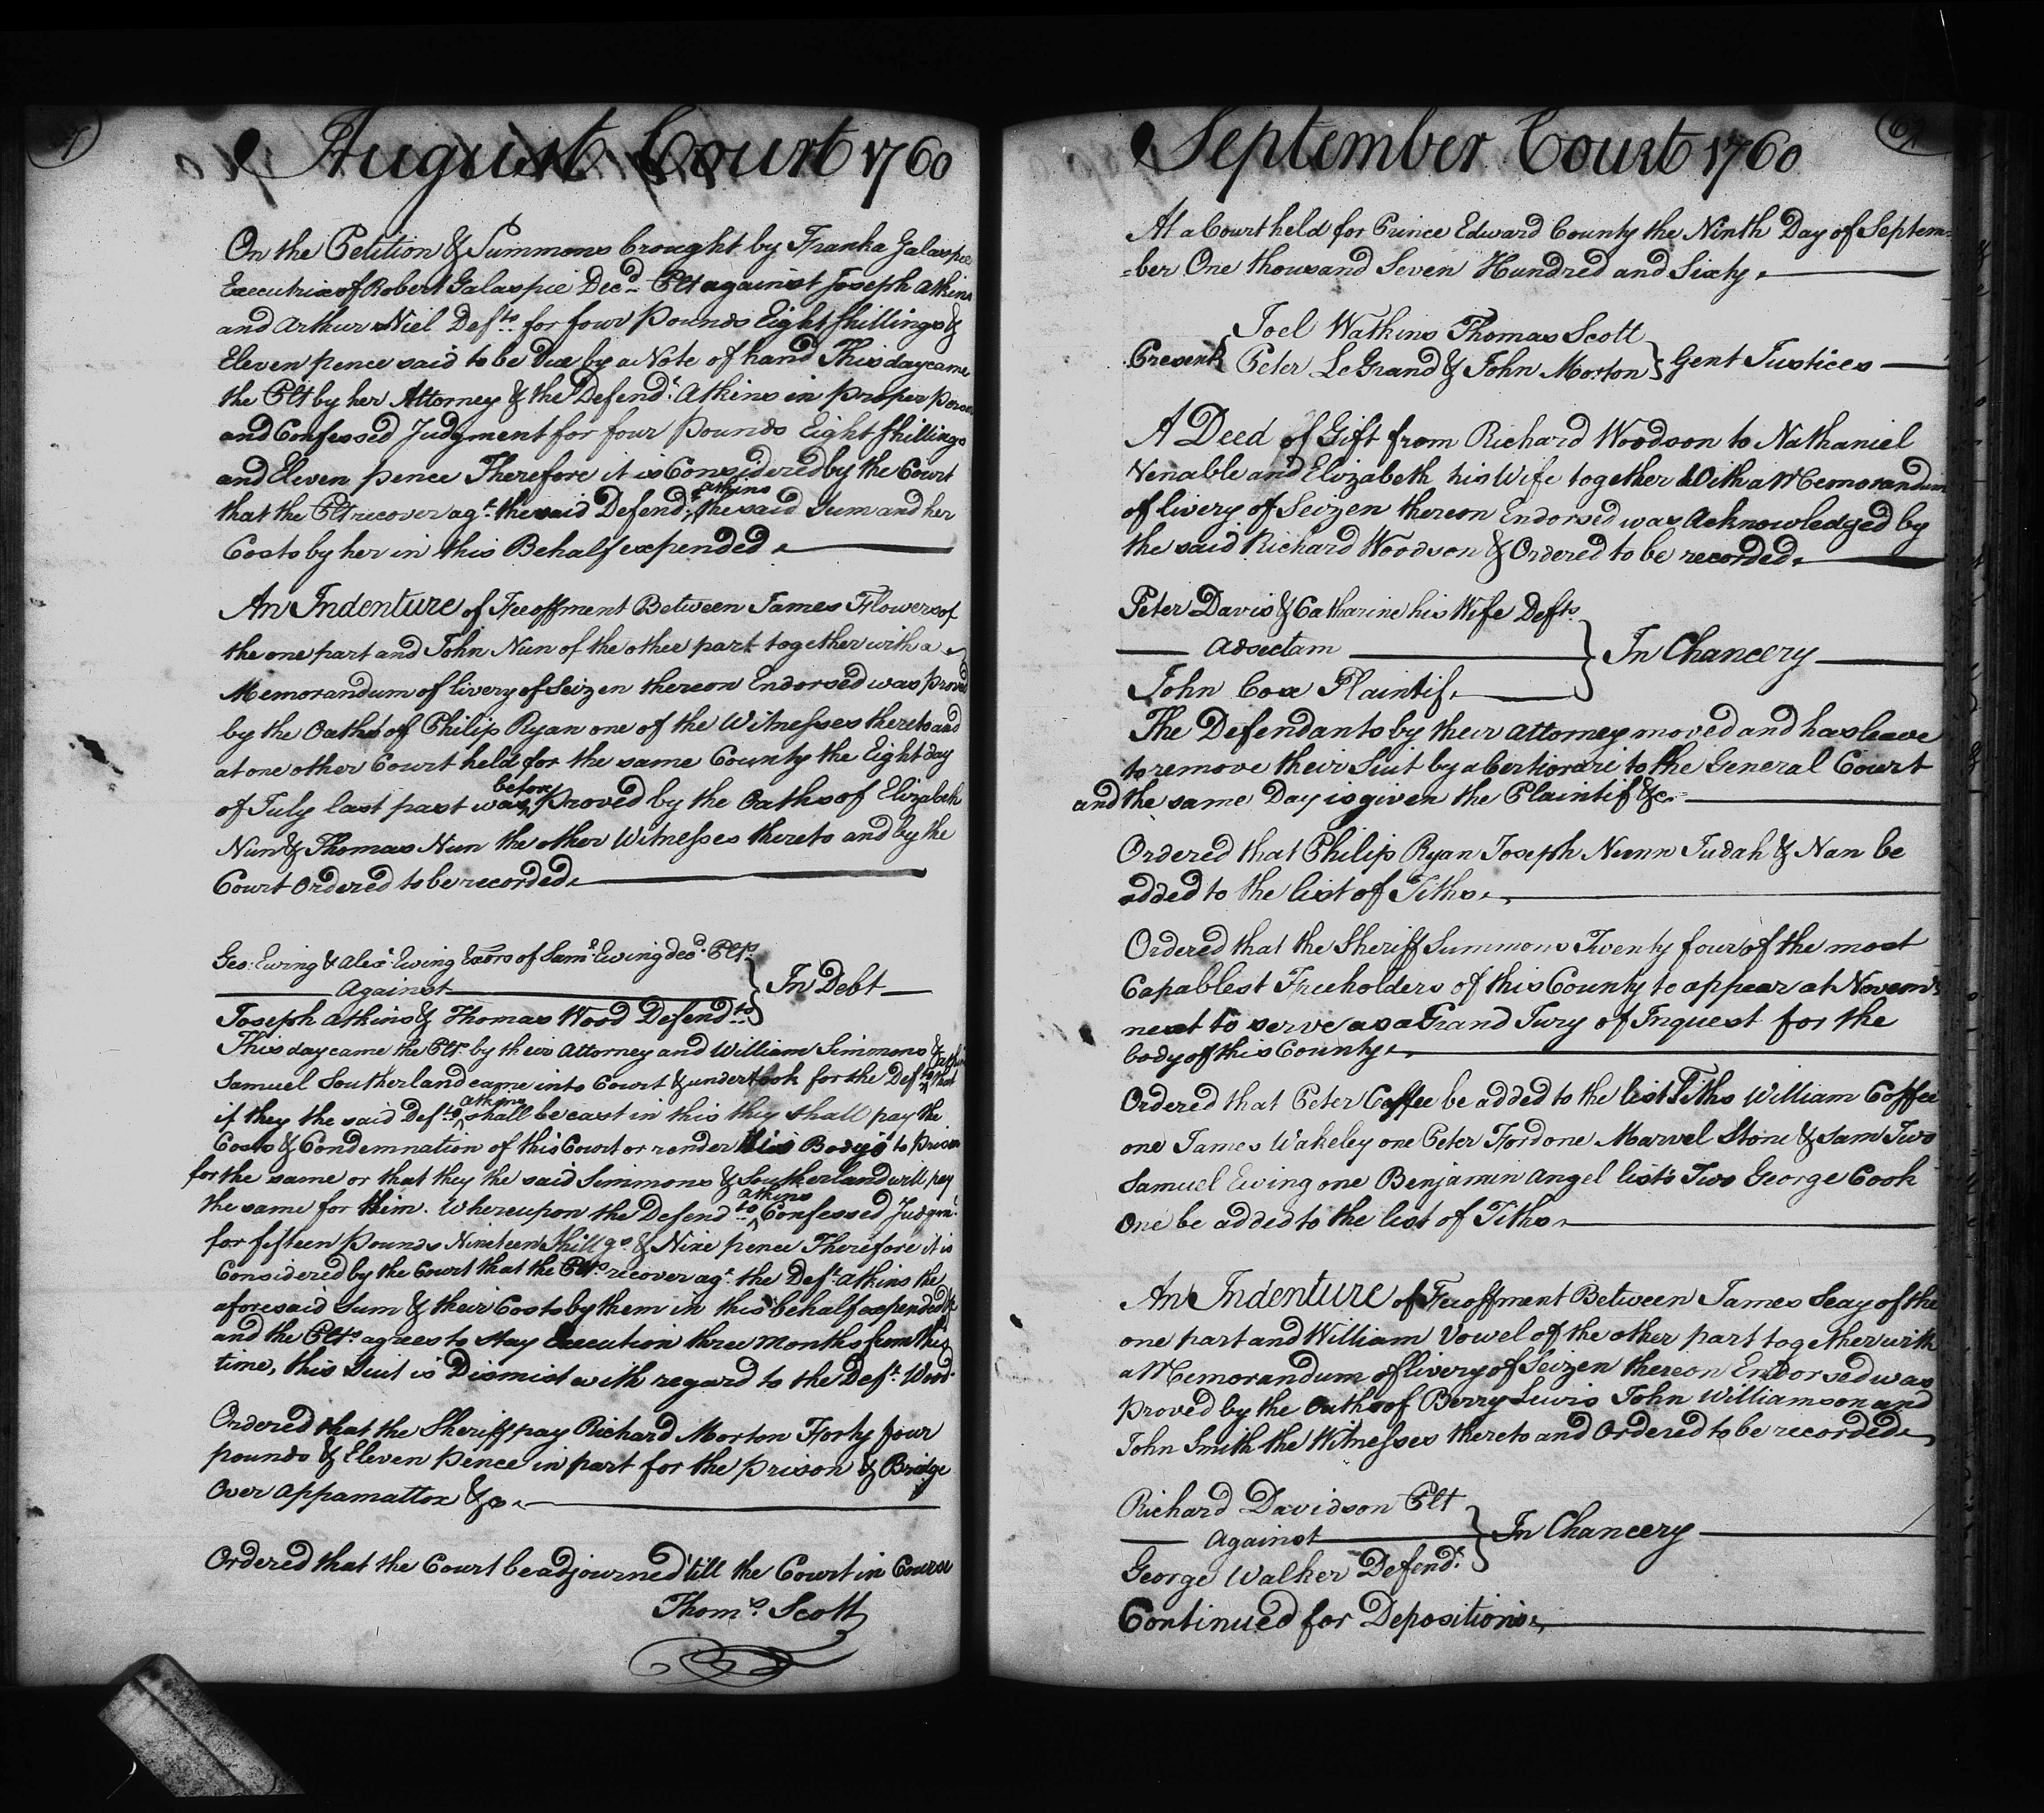 August Court 1760
On the Petition & Summons brought by Franka Galaspie
Executrix of Robert Galaspie Decd. Plt against Joseph Atkins
and Arthur Niel Defts. for four pounds Eight shillings &
Eleven pence said to be Due by a Note of hand This day came
the Plt by her Attorney & the Defendt. Atkins in proper person
and Confessed Judgment for four pounds Eight shillings
and Eleven pence Therefore it is Considered by the Court
that the Plt recover agt. the said Defendt. Atkins the said Sum and her
Costs by her in this Behalf expended
An Indenture of Feeoffment Between James Flowers of
the one part and John Nun of the other part together with a
Memorandum of livery of Seizen thereon Endorsed was proved
by the Oaths of Philip Ryan one of the Witnesses thereto and
at one other Court held for the same County the Eight day
of July last past was before proved by the Oaths of Elizabeth
Nun & Thomas Nun the other Witnesses thereto and by the
Court Ordered to be recorded
Geo: Ewing & Alexr. Ewing Exors of Saml. Ewing decd. Plts.
Against
Joseph Atkins & Thomas Wood Defendts.
In Debt
This day came the Plts. by their Attorney and William Simmons &
Samuel Southerland came into Court & undertook for the Defts. Atkins that
if they the said Defts. Atkins shall be cast in this they shall pay the
Costs & Condemnation of this Court or render his Body's to prison
for the same or that they the said Simmons & Southerland will pay
the same for him. Whereupon the Defendts. Atkins Confessed Judgmt.
for fifteen pounds Nineteen Shillgs. & Nine pence Therefore it is
Considered by the Court that the Plts. recover agt. the Deft. Atkins the
aforesaid Sum & their Costs by them in this behalf expended &
and the Plts. agrees to stay Execution three Months from this
time, this Suit is Dismist with regard to the Deft. Wood.
Ordered that the Sheriff pay Richard Morton Forty four
pounds & Eleven pence in part for the prison & Bridge
Over Appamattox &c.
Ordered that the Court be adjourned 'till the Court in Course
Thoms. Scott
September Court 1760
At a Court held for Prince Edward County the Ninth Day of Septem-
-ber One thousand Seven Hundred and Sixty
Joel Watkins Thomas Scott
Present Peter LeGrand & John Morton Gent Justices
A Deed of Gift from Richard Woodson to Nathaniel
Venable and Elizabeth his Wife together With a Memorandum
of livery of Seizen thereon Endorsed was Acknowledged by
the said Richard Woodson & Ordered to be recorded
Peter Davis & Catharine his Wife Defts.
Adsectam
In Chancery
John Cox Plaintif
The Defendants by their Attorney moved and has leave
to remove their Suit by a Certiorari to the General Court
and the same Day is given the Plaintif &c.
Ordered that Philip Ryan Joseph Nunn Judah & Nan be
added to the list of Tiths
Ordered that the Sheriff Summons Twenty four of the most
Capablest Freeholders of this County to appear at Novemr.
next to serve as a Grand Jury of Inquest for the
body of this County
Ordered that Peter Coffee be added to the list Tiths William Coffee
one James Wakeley one Peter Ford one Marvel Stone & Sam Two
Samuel Ewing one Benjamin Angel lists Two George Cook
One be added to the list of Tiths
An Indenture of Feeoffment Between James Seay of the
one part and William Vowel of the other part together with
a Memorandum of livery of Seizen thereon Endorsed was
proved by the Oaths of Berry Lewis John Williamson and
John Smith the Witnesses thereto and Ordered to be recorded
Richard Davidson Plt
Against
In Chancery
George Walker Defendt.
Continued for Depositions